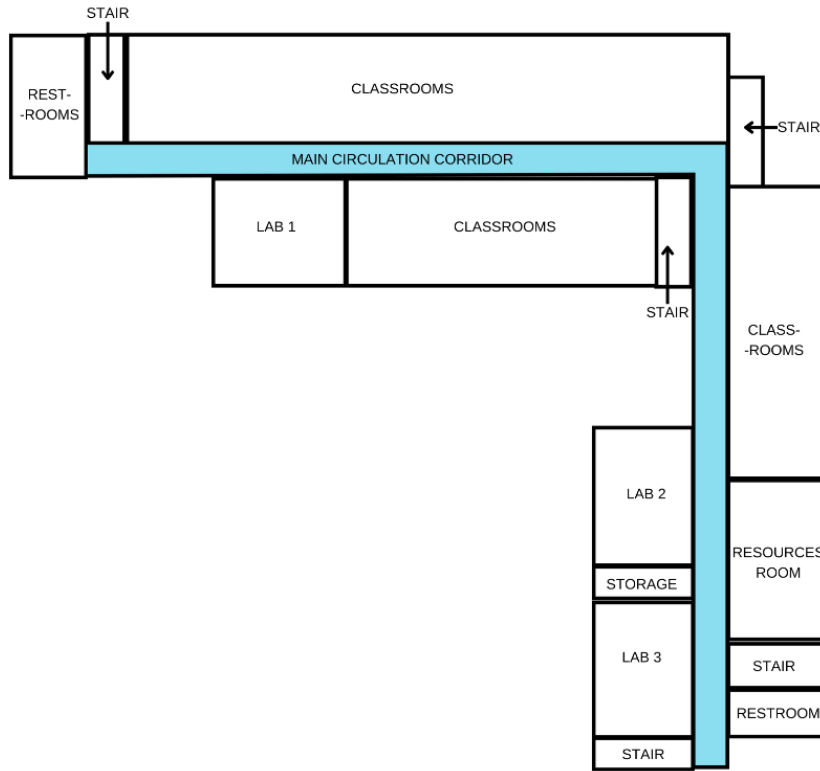 STAIR
REST-
-ROOMS
CLASSROOMS
STAIR
MAIN CIRCULATION CORRIDOR
LAB 1
CLASSROOMS
STAIR
CLASS-
-ROOMS
LAB 2
RESOURCES
ROOM
STORAGE
LAB 3
STAIR
RESTROOM
STAIR